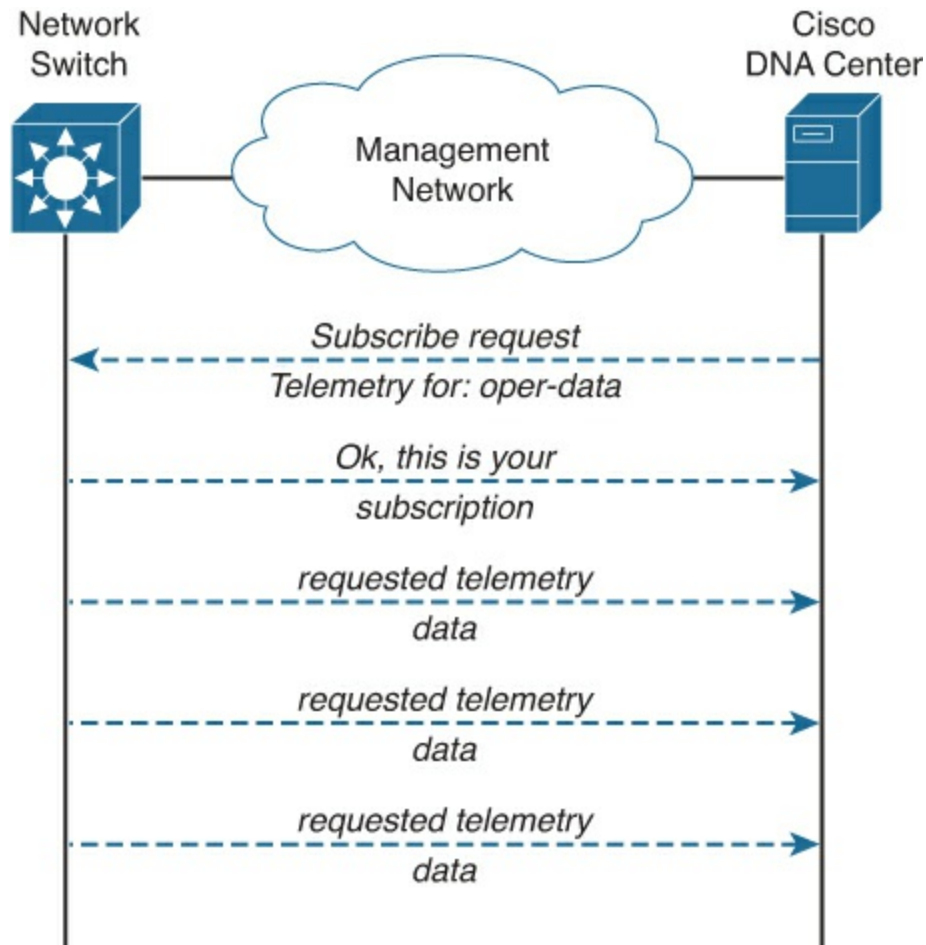 Network
Switch
Cisco
DNA Center
Management
Network
Subscribe request
Telemetry for: oper-data
Ok, this is your
subscription
requested telemetry
data
requested telemetry
data
requested telemetry
data